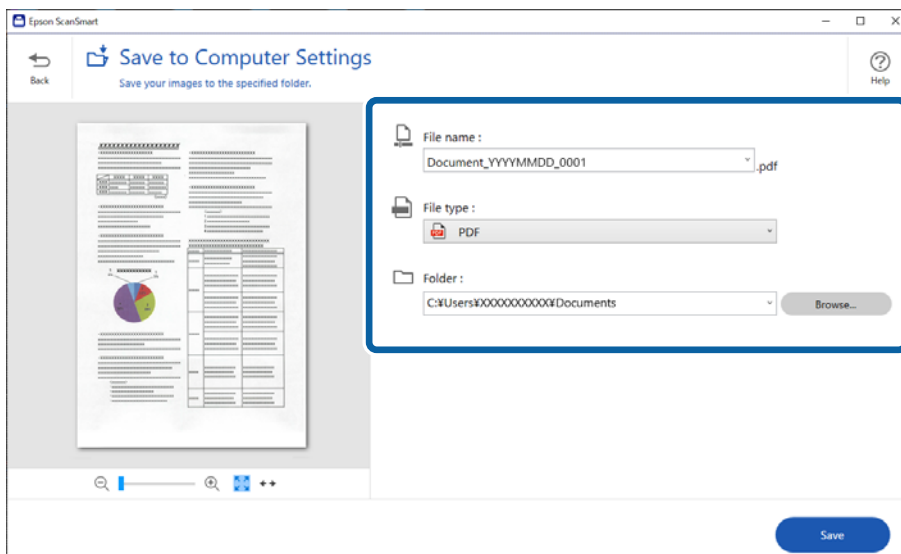 Epson ScanSmart
Back
Save to Computer Settings
Save your images to the specified folder.
Help
File name :
Document_YYYYMMDD_0001
.pdf
File type :
PDF
Folder :
C:¥Users¥XXXXXXXXXX¥Documents
Browse...
Save